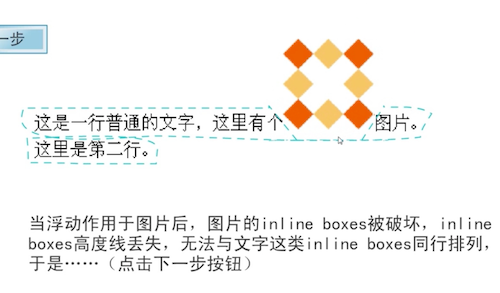 一步
这是一行普通的文字，这里有个 图片。
这里是第二行。
当浮动作用于图片后，图片的inline boxes被破坏，inline
boxes高度线丢失，无法与文字这类inline boxes同行排列，
于是……（点击下一步按钮）